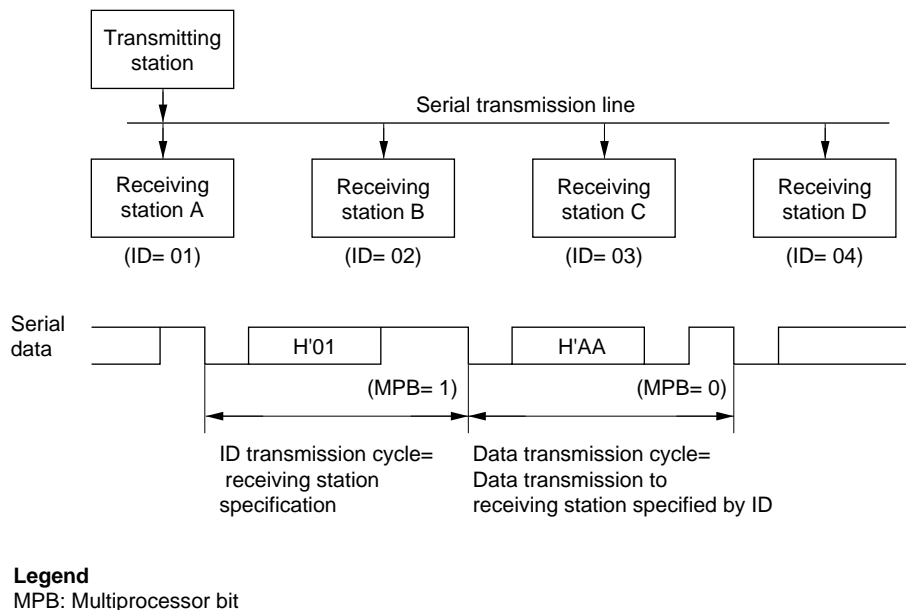 Transmitting
station
Serial transmission line
Receiving
station A
Receiving
station B
Receiving
station C
Receiving
station D
(ID= 01)
(ID= 02)
(ID= 03)
(ID= 04)
Serial
data
H'01
H'AA
(MPB= 1)
(MPB= 0)
ID transmission cycle=
receiving station
specification
Data transmission cycle=
Data transmission to
receiving station specified by ID
Legend
MPB: Multiprocessor bit